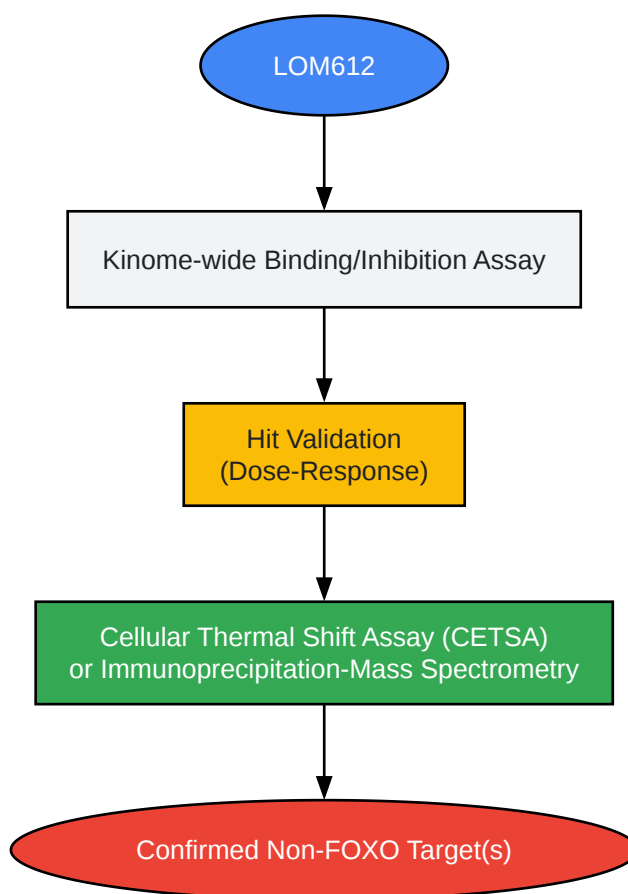 LOM612
Kinome-wide Binding/Inhibition Assay
Hit Validation
(Dose-Response)
Cellular Thermal Shift Assay (CETSA)
or Immunoprecipitation-Mass Spectrometry
Confirmed Non-FOXO Target(s)